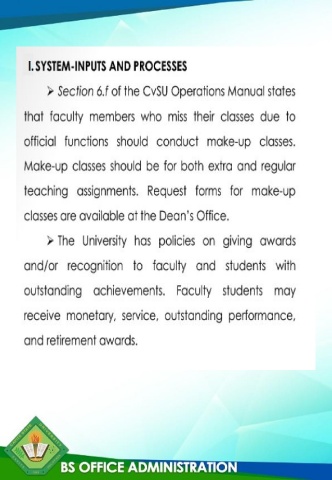 I. SYSTEM-INPUTS AND PROCESSES
➤ Section 6.f of the CvSU Operations Manual states
that faculty members who miss their classes due to
official functions should conduct make-up classes.
Make-up classes should be for both extra and regular
teaching assignments. Request forms for make-up
classes are available at the Dean's Office.
➤ The University has policies on giving awards
and/or recognition to faculty and students with
outstanding achievements. Faculty students may
receive monetary, service, outstanding performance,
and retirement awards.
BS OFFICE ADMINISTRATION